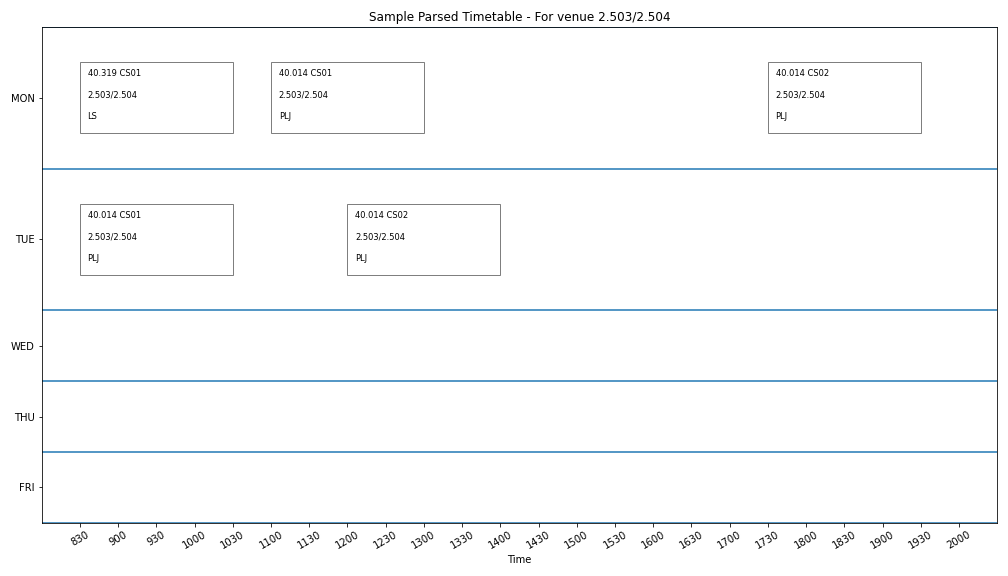 Sample Parsed Timetable - For venue 2.503/2.504
MON
40.319 CS01
2.503/2.504
LS
40.014 CS01
2.503/2.504
PLJ
40.014 CS02
2.503/2.504
PLJ
TUE
40.014 CS01
2.503/2.504
PLJ
40.014 CS02
2.503/2.504
PLJ
WED
THU
FRI
830 900 930 1000 1030 1100 1130 1200 1230 1300 1330 1400 1430 1500 1530 1600 1630 1700 1730 1800 1830 1900 1930 2000
Time